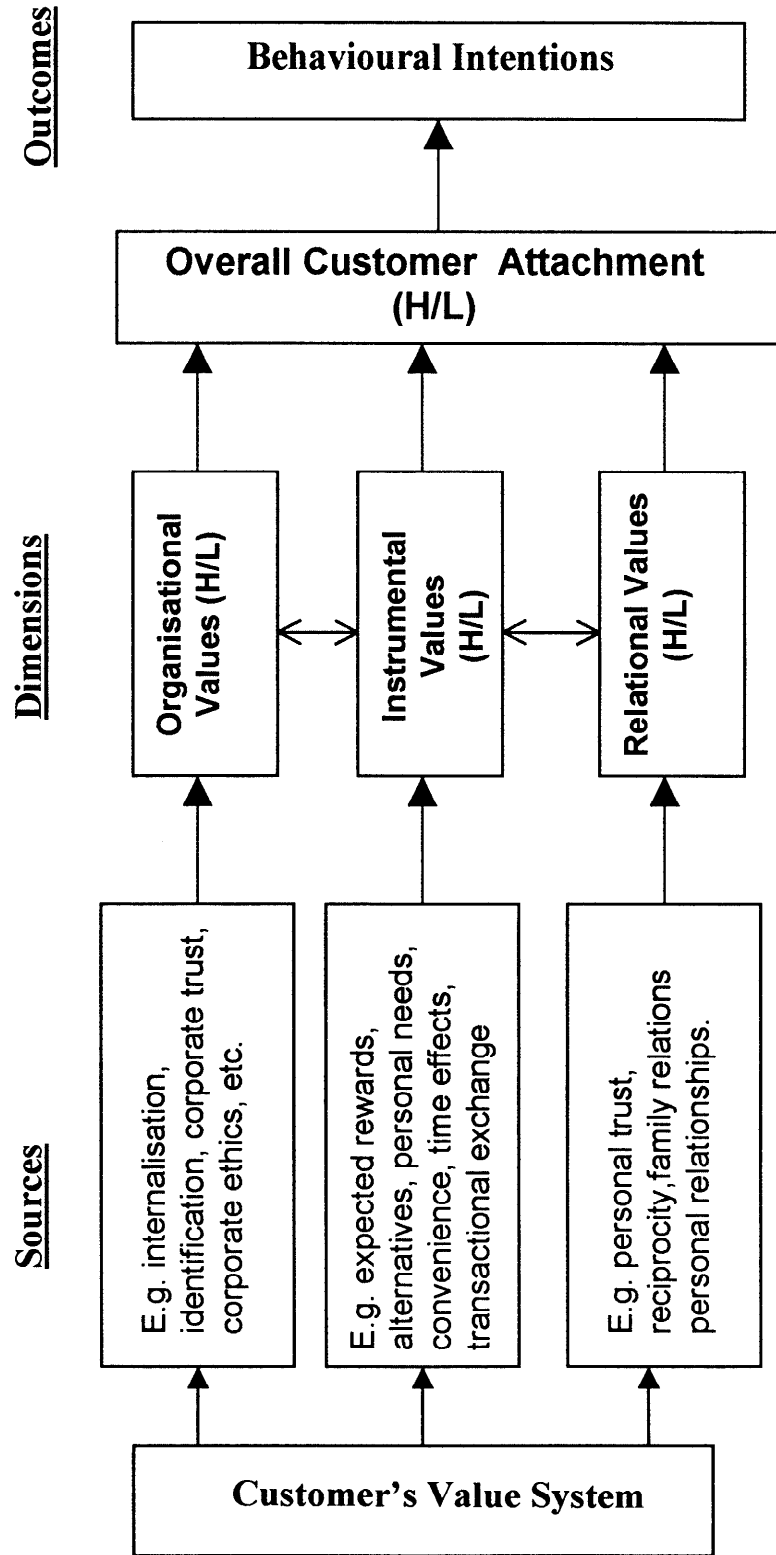 Outcomes
Behavioural Intentions
Overall Customer Attachment
(H/L)
Dimensions
Organisational
Values (H/L)
Instrumental
Values
(H/L)
Relational Values
(H/L)
Sources
E.g. internalisation,
identification, corporate trust,
corporate ethics, etc.
E.g. expected rewards,
alternatives, personal needs,
convenience, time effects,
transactional exchange
E.g. personal trust,
reciprocity,family relations
personal relationships.
Customer’s Value System